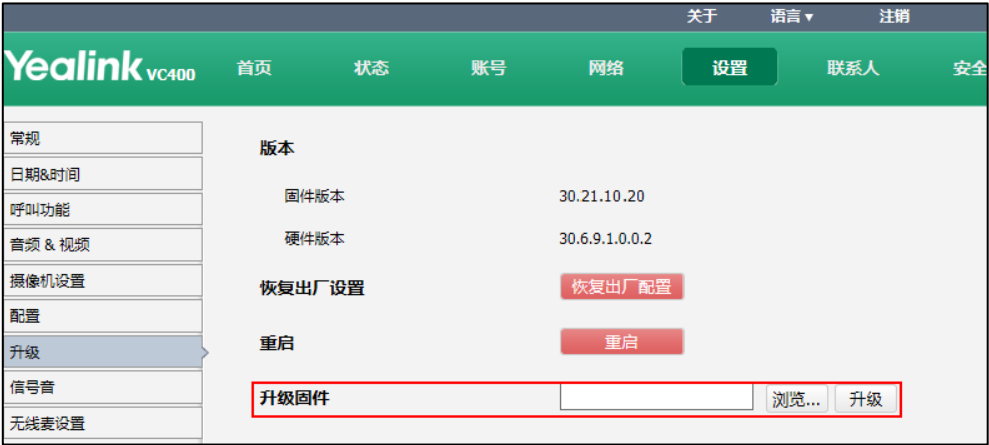 关于 语言▼ 注销
Yealink VC400 首页 状态 账号 网络 设置 联系人 安全
常规
日期&时间
呼叫功能
音频 & 视频
摄像机设置
配置
升级
信号音
无线麦设置
版本
固件版本 30.21.10.20
硬件版本 30.6.9.1.0.0.2
恢复出厂设置 恢复出厂配置
重启 重启
升级固件 浏览... 升级